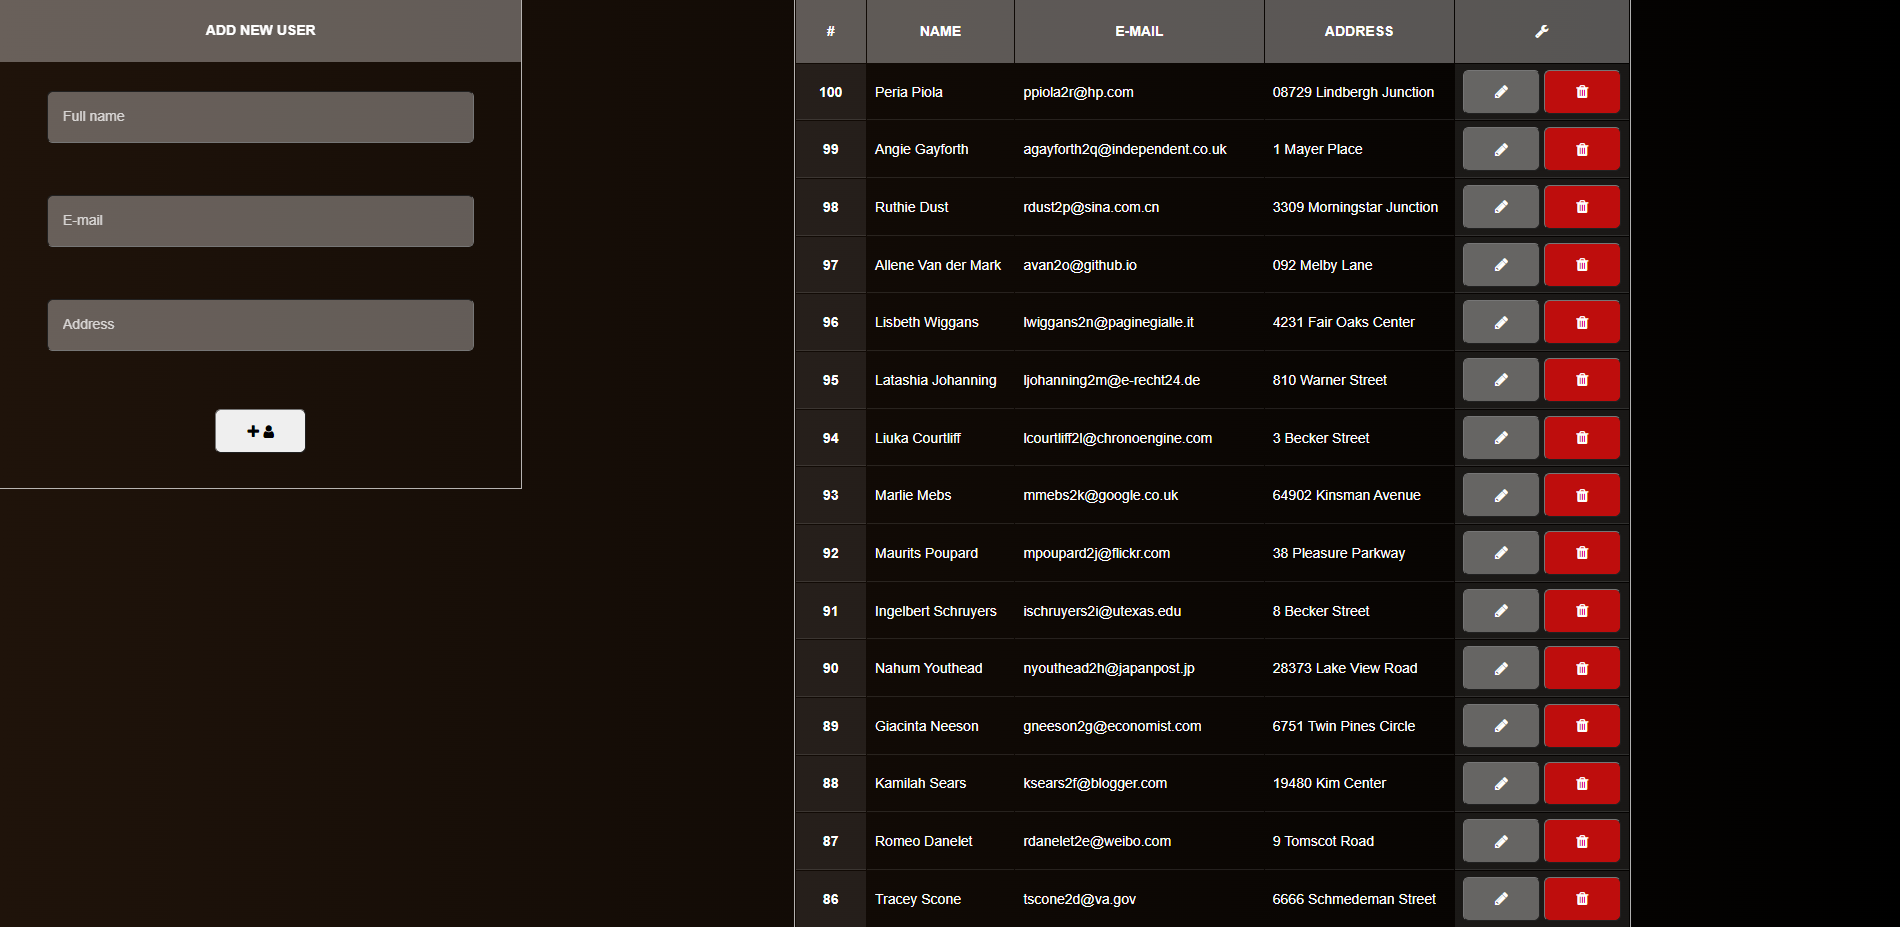 ADD NEW USER
Full name
E-mail
Address
# NAME E-MAIL ADDRESS
100 Peria Piola ppiola2r@hp.com 08729 Lindbergh Junction
99 Angie Gayforth agayforth2q@independent.co.uk 1 Mayer Place
98 Ruthie Dust rdust2p@sina.com.cn 3309 Morningstar Junction
97 Allene Van der Mark avan2o@github.io 092 Melby Lane
96 Lisbeth Wiggans lwiggans2n@paginegialle.it 4231 Fair Oaks Center
95 Latashia Johanning ljohanning2m@e-recht24.de 810 Warner Street
94 Liuka Courtliff lcourtliff2l@chronoengine.com 3 Becker Street
93 Marlie Mebs mmebs2k@google.co.uk 64902 Kinsman Avenue
92 Maurits Poupard mpoupard2j@flickr.com 38 Pleasure Parkway
91 Ingelbert Schruyers ischruyers2i@utexas.edu 8 Becker Street
90 Nahum Youthead nyouthead2h@japanpost.jp 28373 Lake View Road
89 Giacinta Neeson gneeson2g@economist.com 6751 Twin Pines Circle
88 Kamilah Sears ksears2f@blogger.com 19480 Kim Center
87 Romeo Danelet rdanelet2e@weibo.com 9 Tomscot Road
86 Tracey Scone tscone2d@va.gov 6666 Schmedeman Street